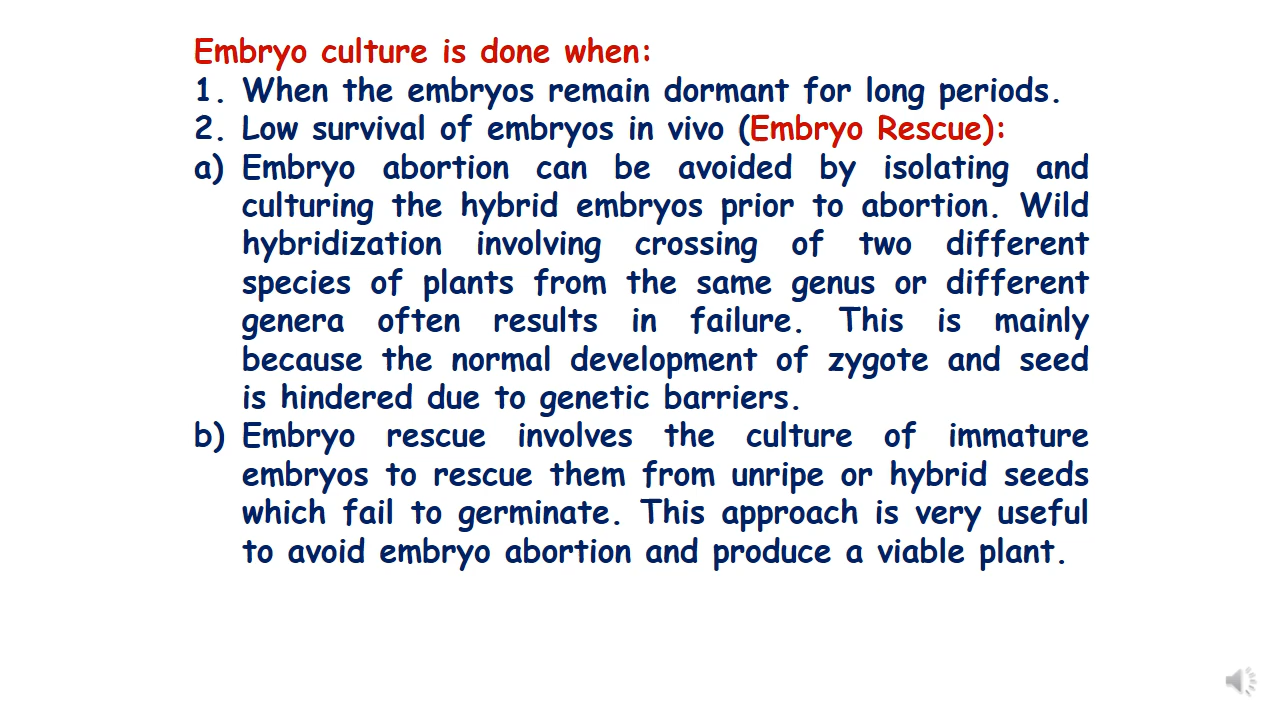 Embryo culture is done when:
1. When the embryos remain dormant for long periods.
2. Low survival of embryos in vivo (Embryo Rescue):
a) Embryo abortion can be avoided by isolating and
culturing the hybrid embryos prior to abortion. Wild
hybridization involving crossing of two different
species of plants from the same genus or different
genera often results in failure. This is mainly
because the normal development of zygote and seed
is hindered due to genetic barriers.
b) Embryo rescue involves the culture of immature
embryos to rescue them from unripe or hybrid seeds
which fail to germinate. This approach is very useful
to avoid embryo abortion and produce a viable plant.